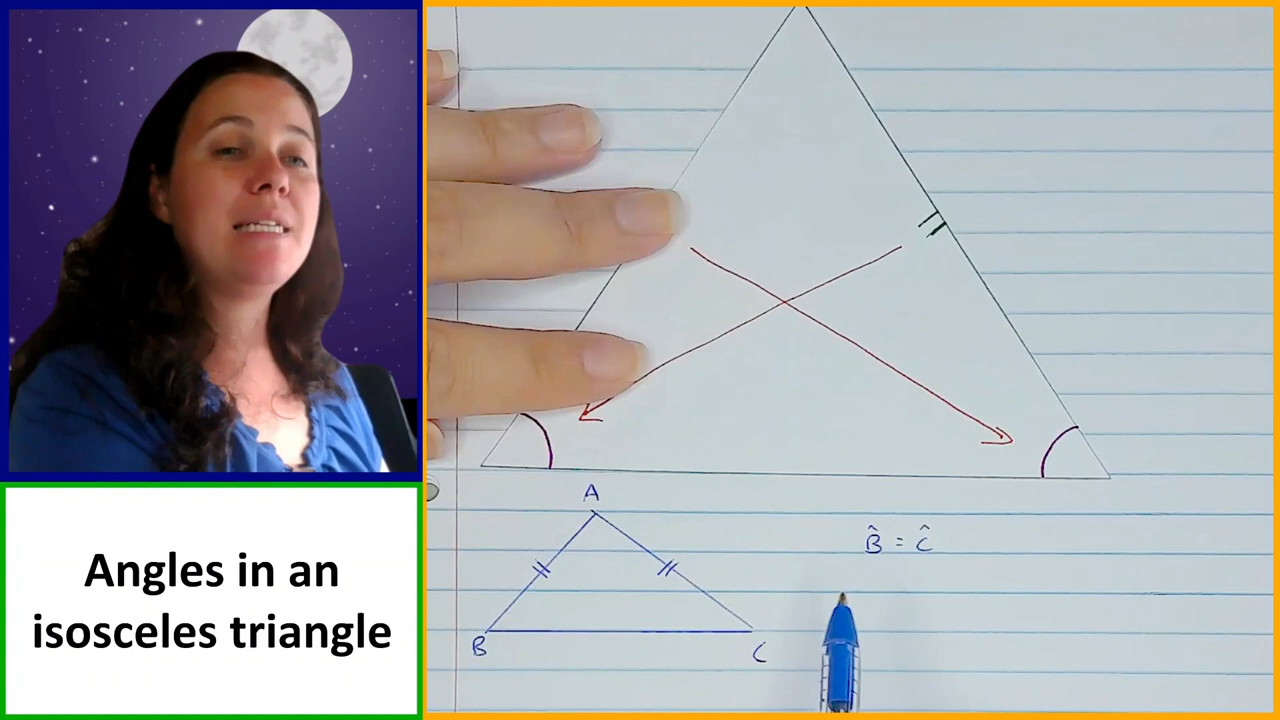 Angles in an
isosceles triangle
A
B
C
B̂ = Ĉ